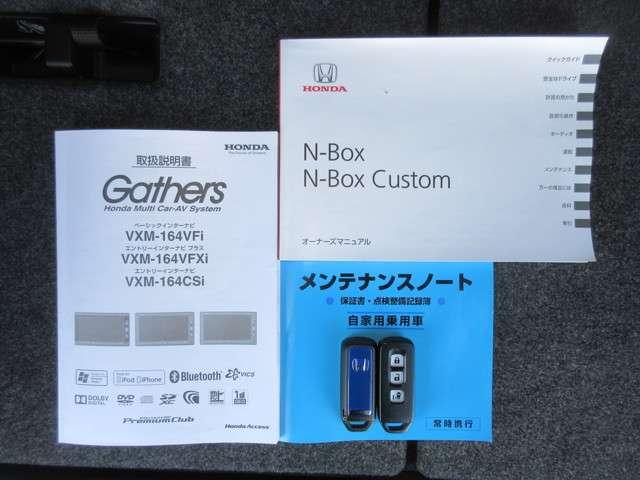 HONDA
The Power of Dreams
取扱説明書
Gathers
Honda Multi Car-AV System
ベーシックインターナビ
VXM-164VFi
エントリーインターナビ プラス
VXM-164VFXi
エントリーインターナビ
VXM-164CSi
iPod iPhone
Bluetooth
VICS
DOLBY
DIGITAL
DVD
SD
XC
PremiumClub
Honda Access
HONDA
N-Box
N-Box Custom
オーナーズマニュアル
クイックガイド
安全なドライブ
計器の見かた
各部の操作
オーディオ
運転
メンテナンス
万一の場合には
資料
索引
メンテナンスノート
保証書・点検整備記録簿
自家用乗用車
常時携行